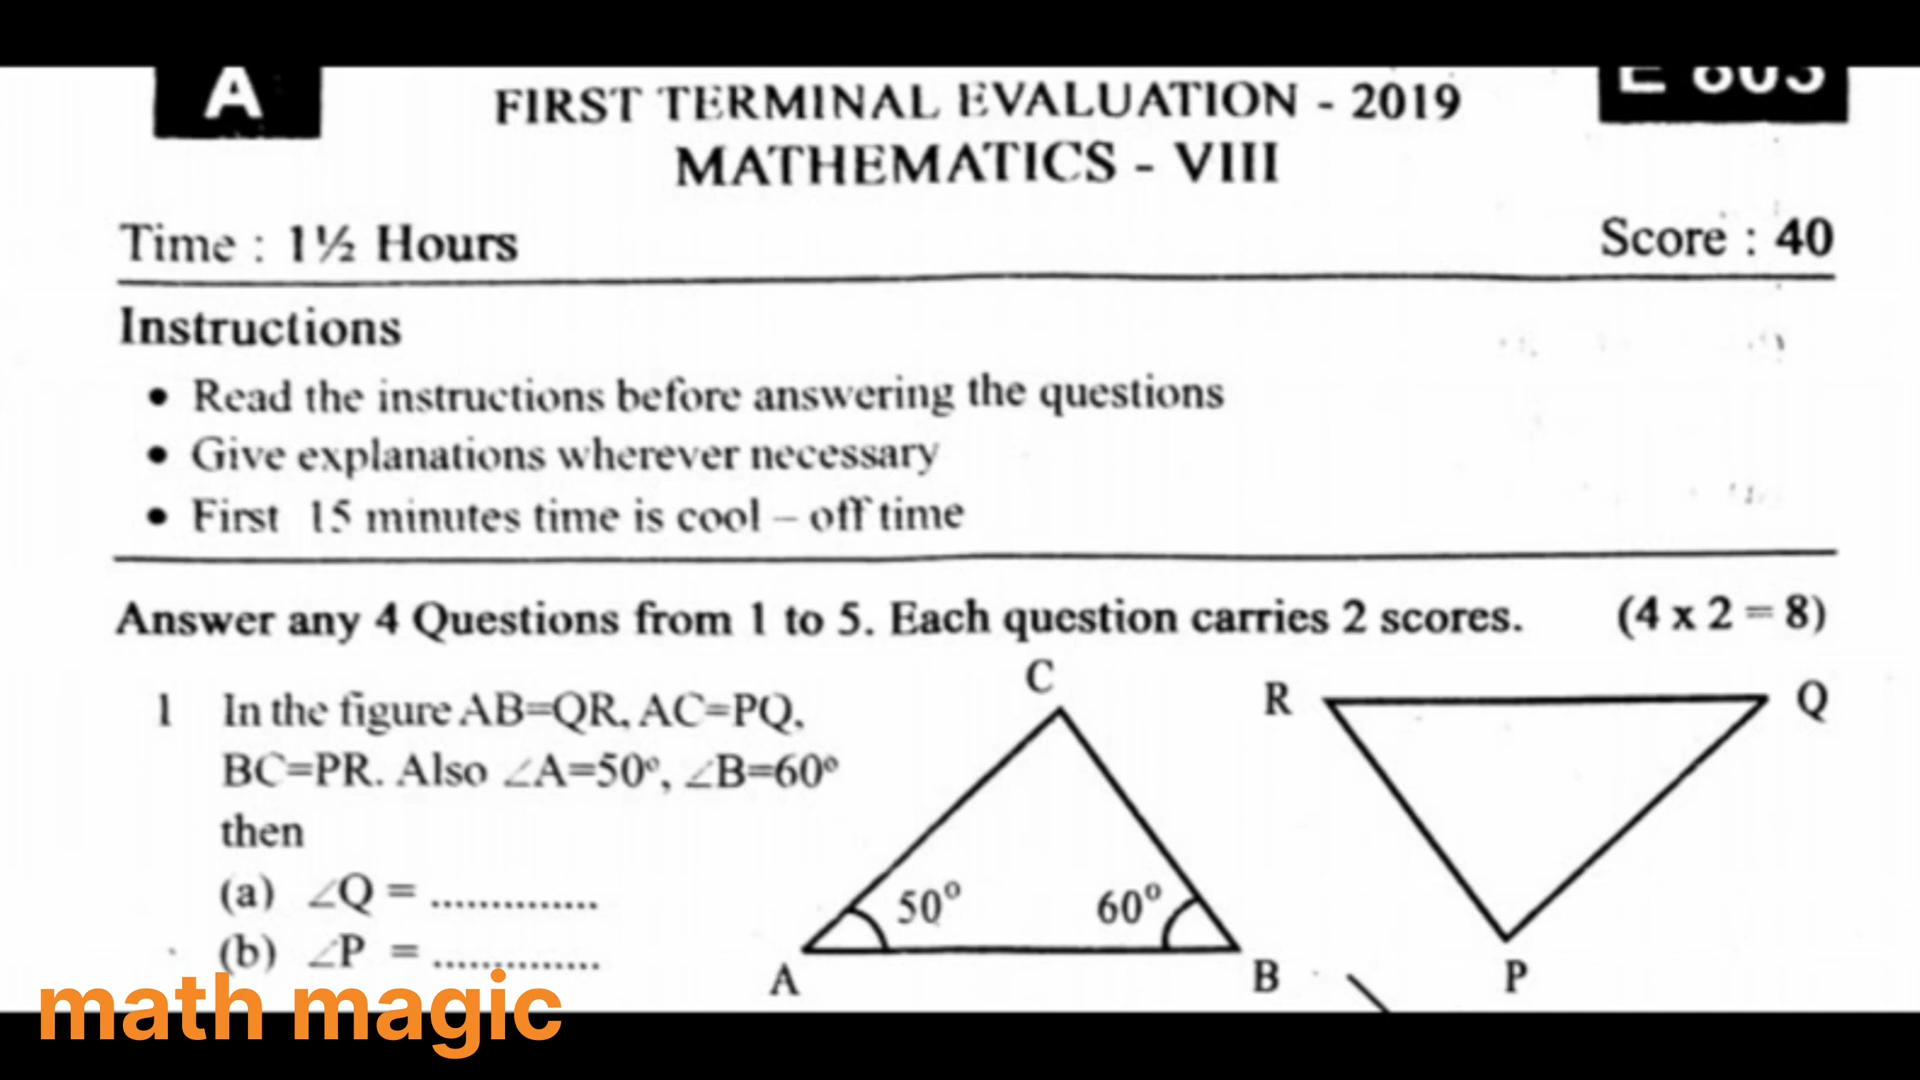 A
E 803
FIRST TERMINAL EVALUATION - 2019
MATHEMATICS - VIII
Time : 1½ Hours
Score : 40
Instructions
• Read the instructions before answering the questions
• Give explanations wherever necessary
• First 15 minutes time is cool – off time
Answer any 4 Questions from 1 to 5. Each question carries 2 scores. (4 x 2 = 8)
1 In the figure AB=QR, AC=PQ,
BC=PR. Also ∠A=50°, ∠B=60°
then
(a) ∠Q = ..............
(b) ∠P = ..............
C
50°
60°
A
B
R
Q
P
math magic